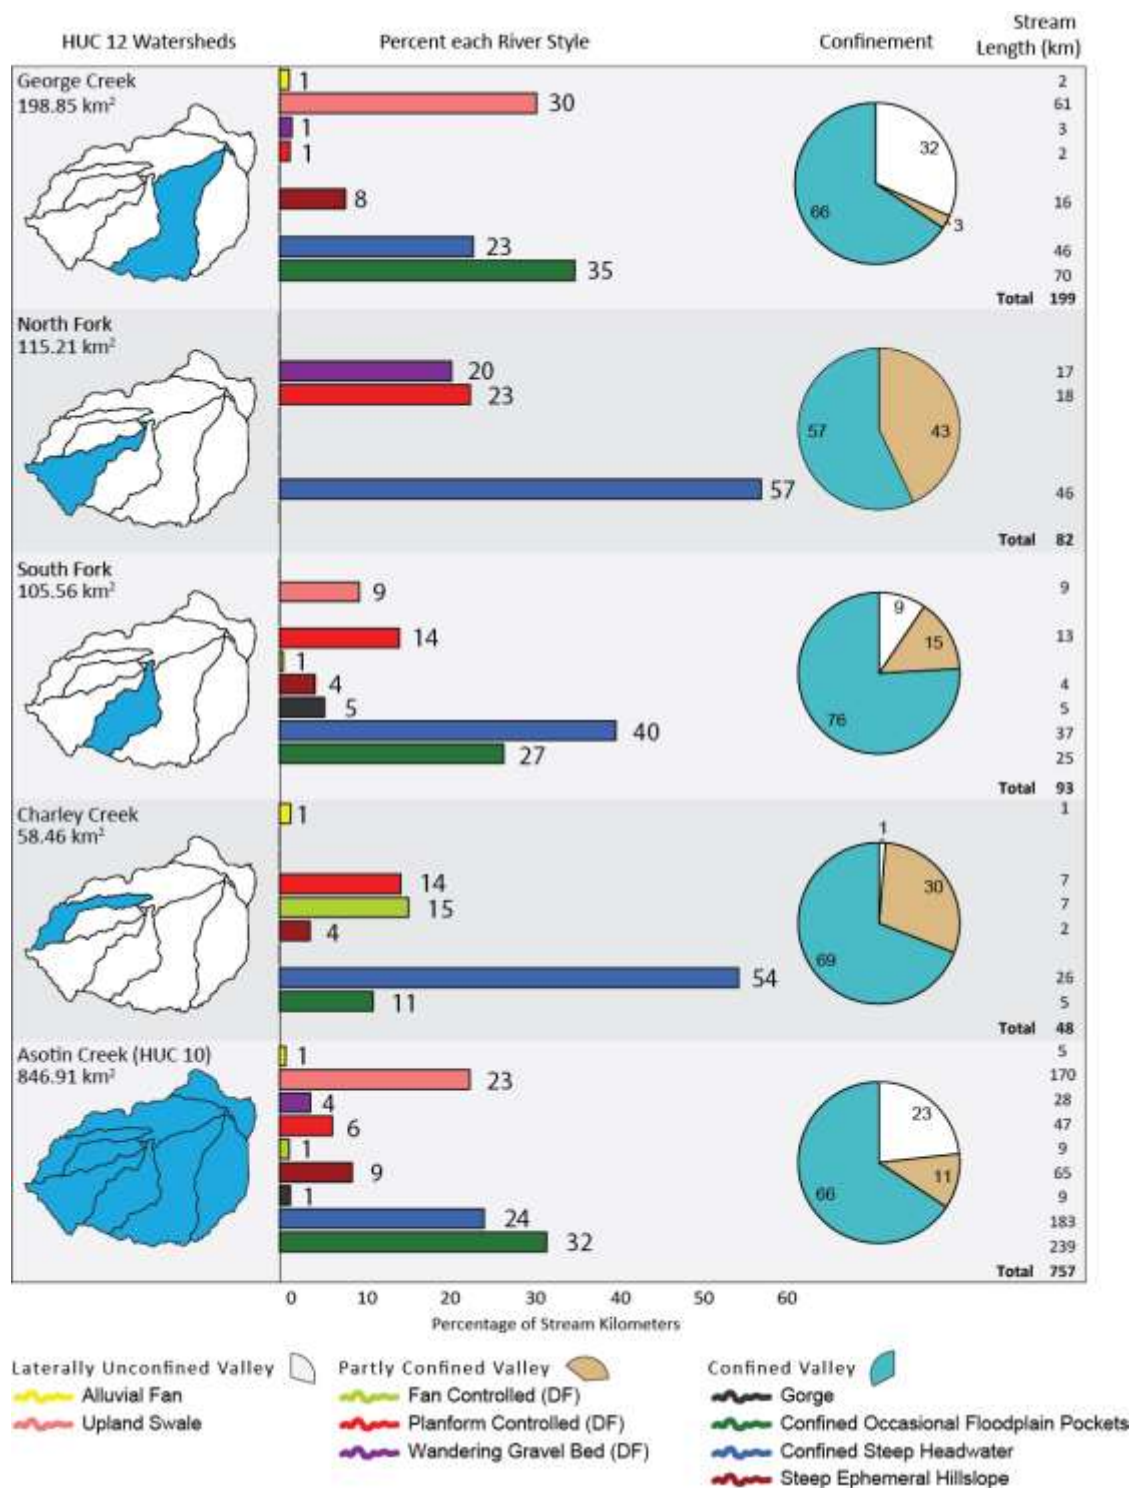 HUC 12 Watersheds Percent each River Style Confinement Stream Length (km)
George Creek
198.85 km²
1
30
1
1
8
23
35
32
3
66
2
61
3
2
16
46
70
Total 199
North Fork
115.21 km²
20
23
57
43
57
17
18
46
Total 82
South Fork
105.56 km²
9
14
1
4
5
40
27
9
15
76
9
13
4
5
37
25
Total 93
Charley Creek
58.46 km²
1
14
15
4
54
11
1
30
69
1
7
7
2
26
5
Total 48
Asotin Creek (HUC 10)
846.91 km²
1
23
4
6
1
9
1
24
32
23
11
66
5
170
28
47
9
65
9
183
239
Total 757
0 10 20 30 40 50 60
Percentage of Stream Kilometers
Laterally Unconfined Valley
Alluvial Fan
Upland Swale
Partly Confined Valley
Fan Controlled (DF)
Planform Controlled (DF)
Wandering Gravel Bed (DF)
Confined Valley
Gorge
Confined Occasional Floodplain Pockets
Confined Steep Headwater
Steep Ephemeral Hillslope